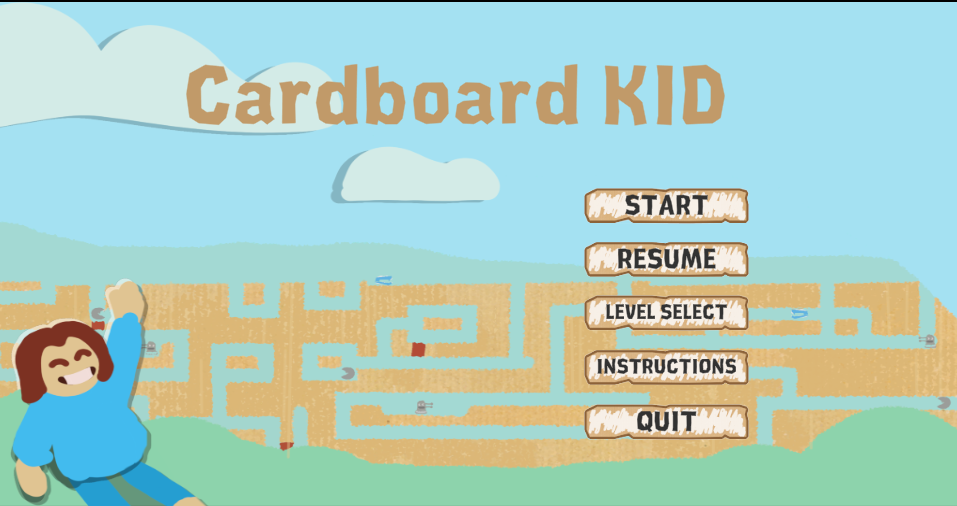 Cardboard KID
START
RESUME
LEVEL SELECT
INSTRUCTIONS
QUIT